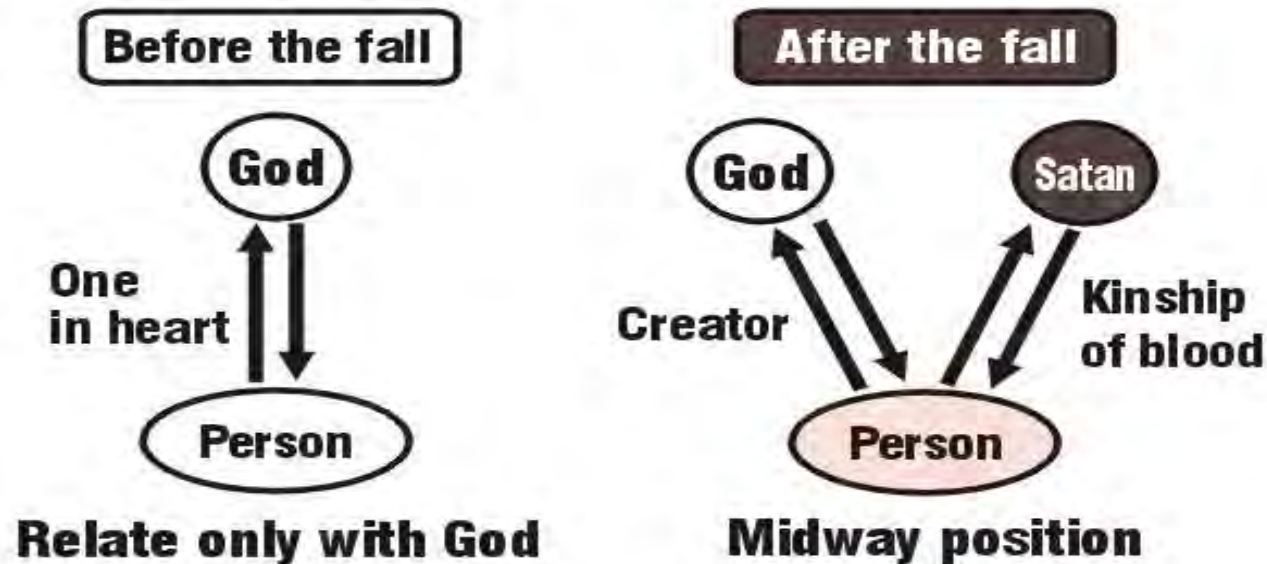 Before the fall
God
One
in heart
Person
Relate only with God
After the fall
God
Satan
Creator
Kinship
of blood
Person
Midway position